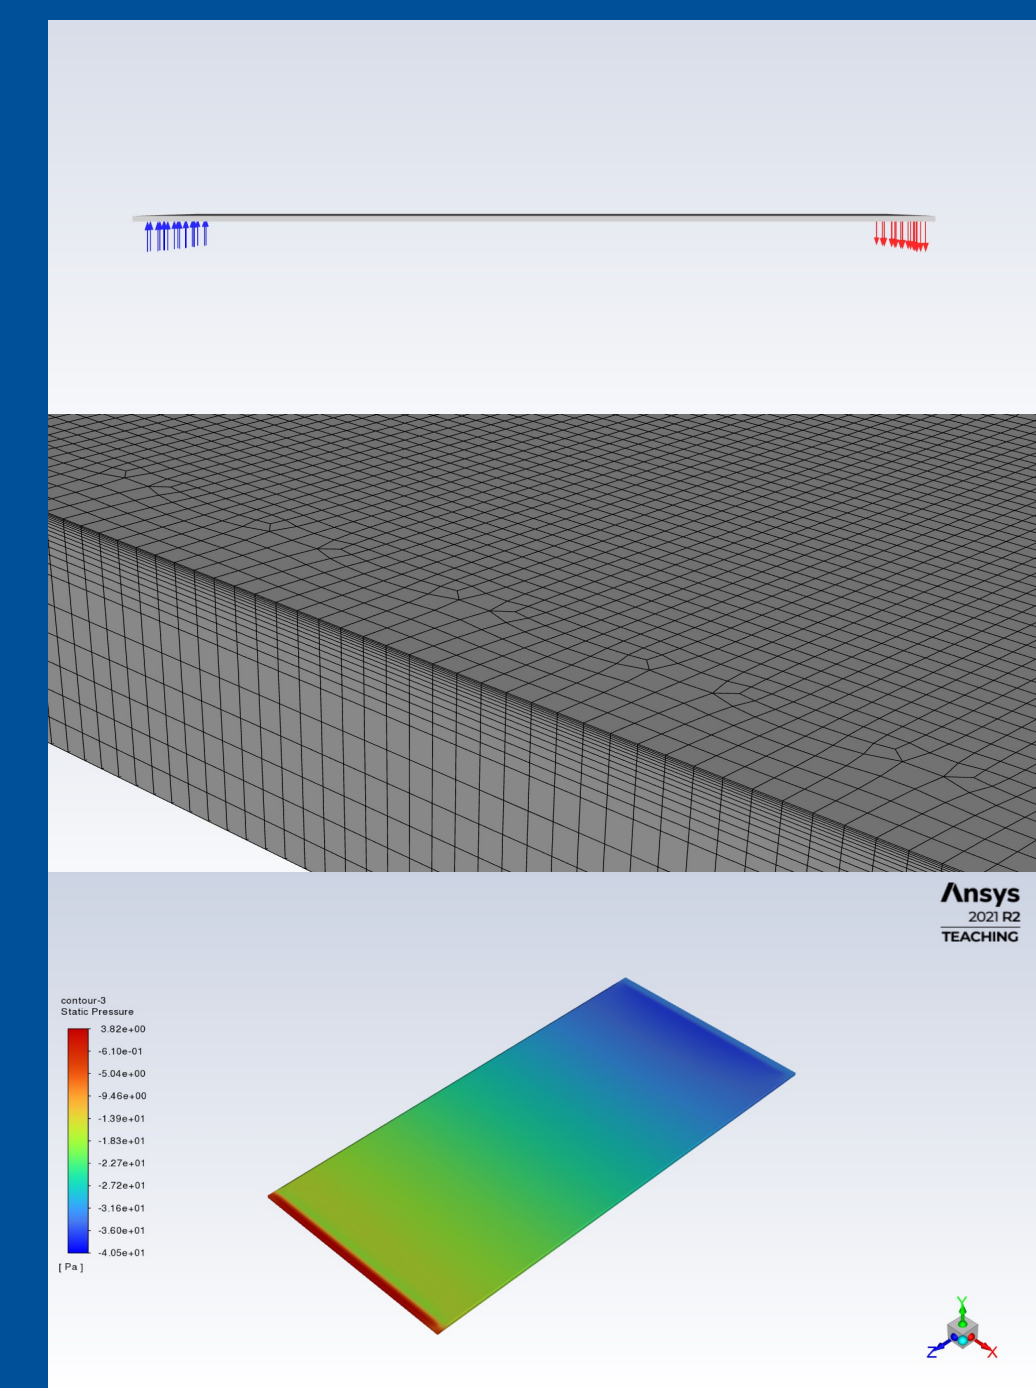 Ansys
2021 R2
TEACHING
contour-3
Static Pressure
3.82e+00
-6.10e-01
-5.04e+00
-9.46e+00
-1.39e+01
-1.83e+01
-2.27e+01
-2.72e+01
-3.16e+01
-3.60e+01
-4.05e+01
[ Pa ]
Y
Z
X